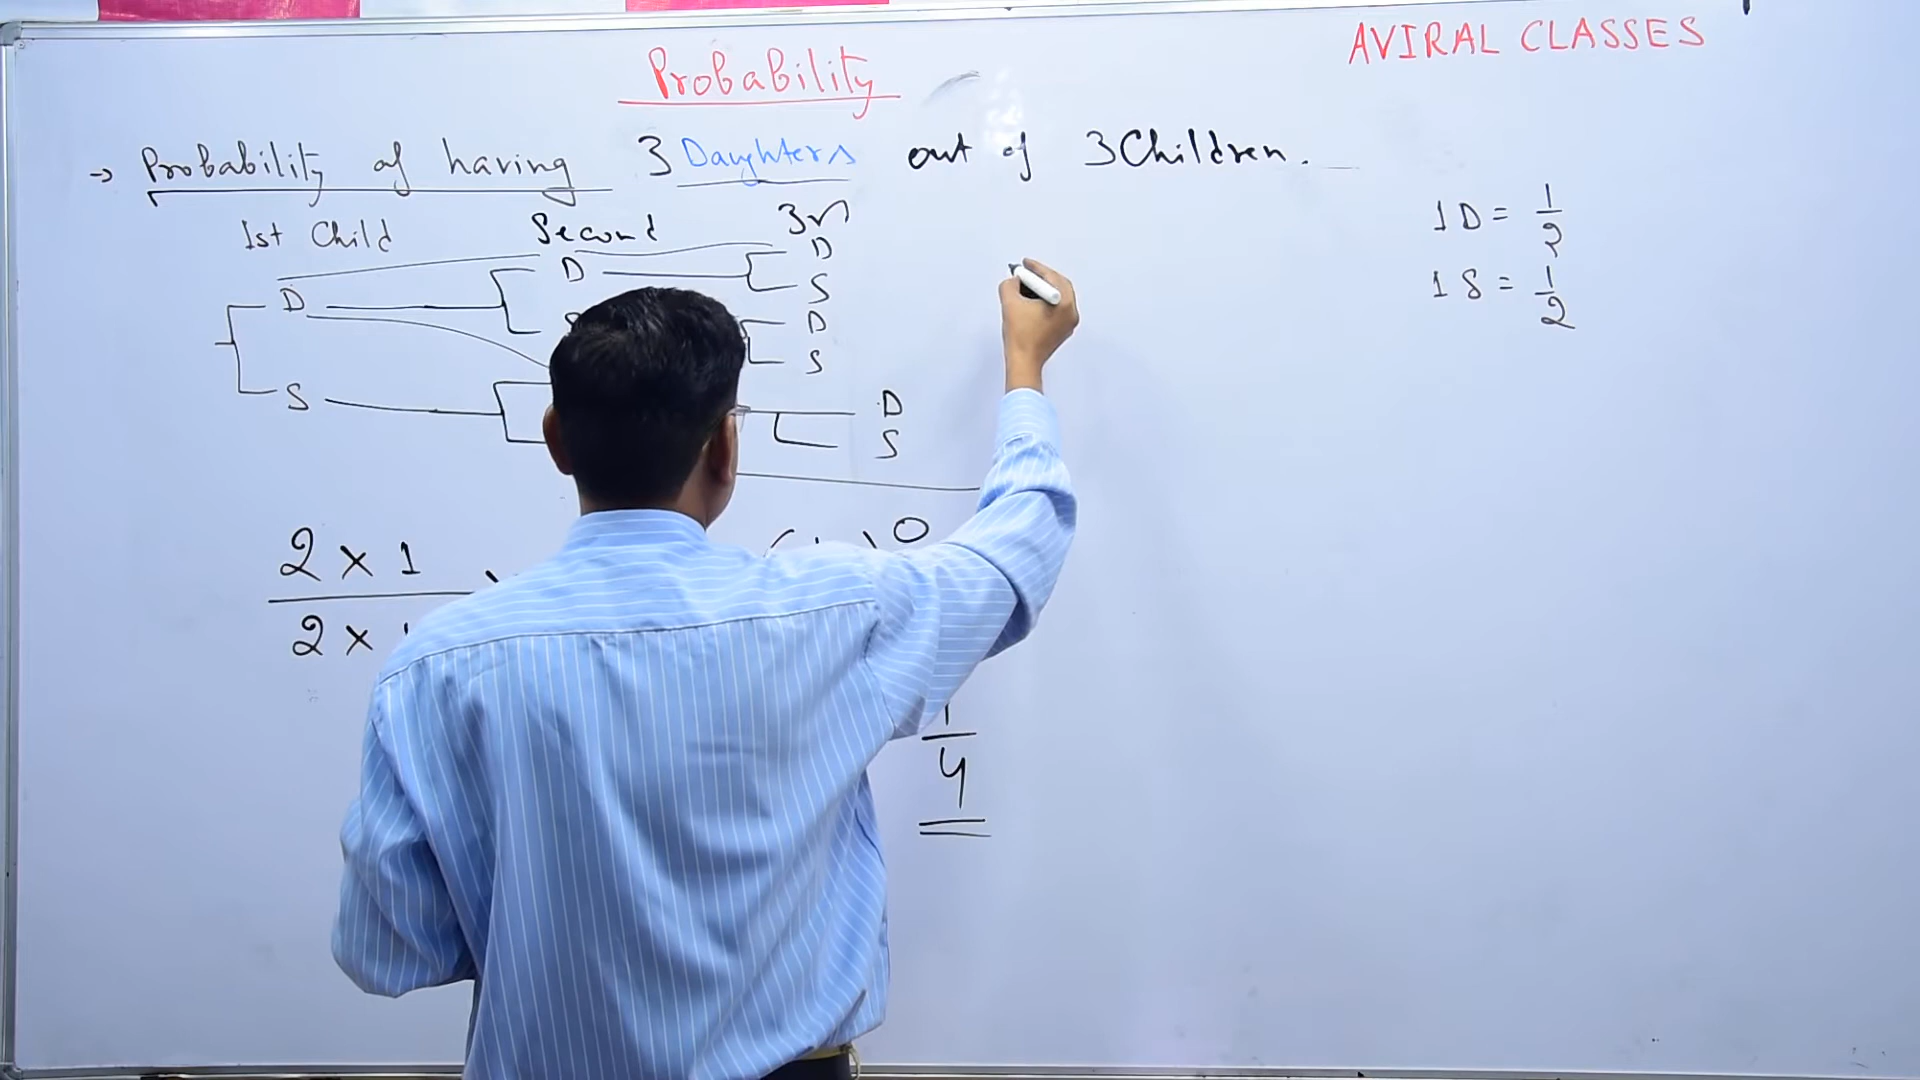 AVIRAL CLASSES
Probability
→ Probability of having 3 Daughters out of 3 Children.
1st Child Second 3rd
D D D
S
D
S
S
D
S
1 D = 1/2
1 S = 1/2
2 × 1
2 ×
0
1
4